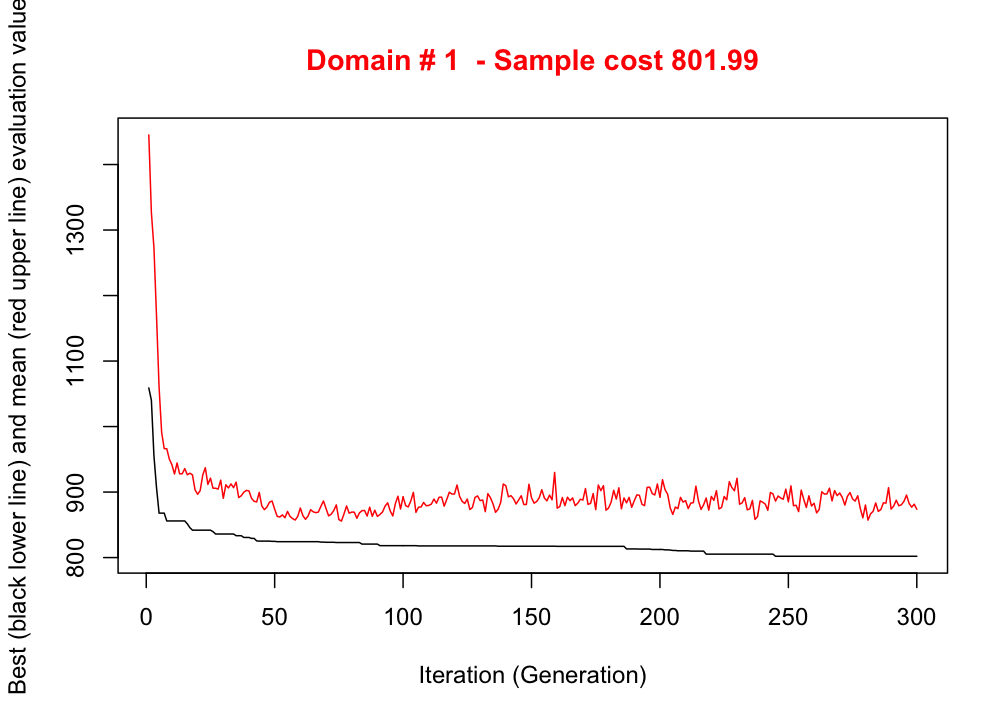 Domain # 1  - Sample cost 801.99
Best (black lower line) and mean (red upper line) evaluation value
1300
1100
900
800
0 50 100 150 200 250 300
Iteration (Generation)